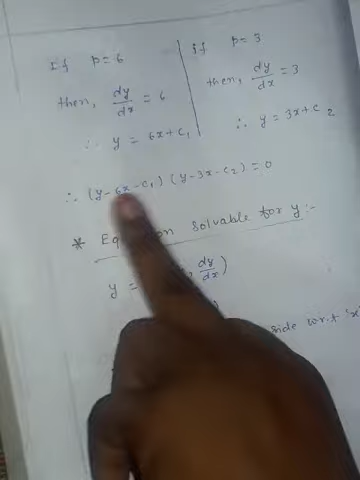 If p = 6
then, dy/dx = 6
∴ y = 6x + c₁
If p = 3
then, dy/dx = 3
∴ y = 3x + c₂
∴ (y - 6x - c₁) (y - 3x - c₂) = 0
* solvable for y :-
y = dy/dx)
side w.r.t 'x'